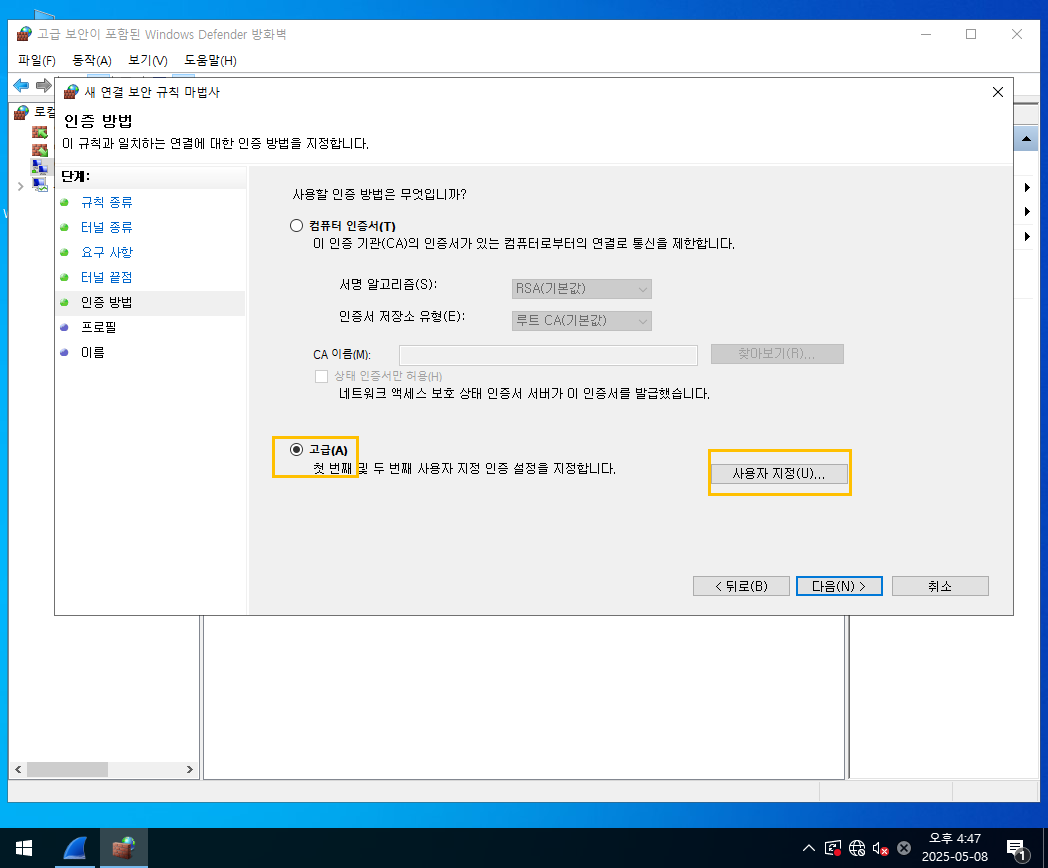 고급 보안이 포함된 Windows Defender 방화벽
파일(F) 동작(A) 보기(V) 도움말(H)
로컬
새 연결 보안 규칙 마법사
인증 방법
이 규칙과 일치하는 연결에 대한 인증 방법을 지정합니다.
단계:
규칙 종류
터널 종류
요구 사항
터널 끝점
인증 방법
프로필
이름
사용할 인증 방법은 무엇입니까?
컴퓨터 인증서(T)
이 인증 기관(CA)의 인증서가 있는 컴퓨터로부터의 연결로 통신을 제한합니다.
서명 알고리즘(S):
RSA(기본값)
인증서 저장소 유형(E):
루트 CA(기본값)
CA 이름(M):
찾아보기(R)...
상태 인증서만 허용(H)
네트워크 액세스 보호 상태 인증서 서버가 이 인증서를 발급했습니다.
고급(A)
첫 번째 및 두 번째 사용자 지정 인증 설정을 지정합니다.
사용자 지정(U)...
< 뒤로(B)
다음(N) >
취소
오후 4:47
2025-05-08
1